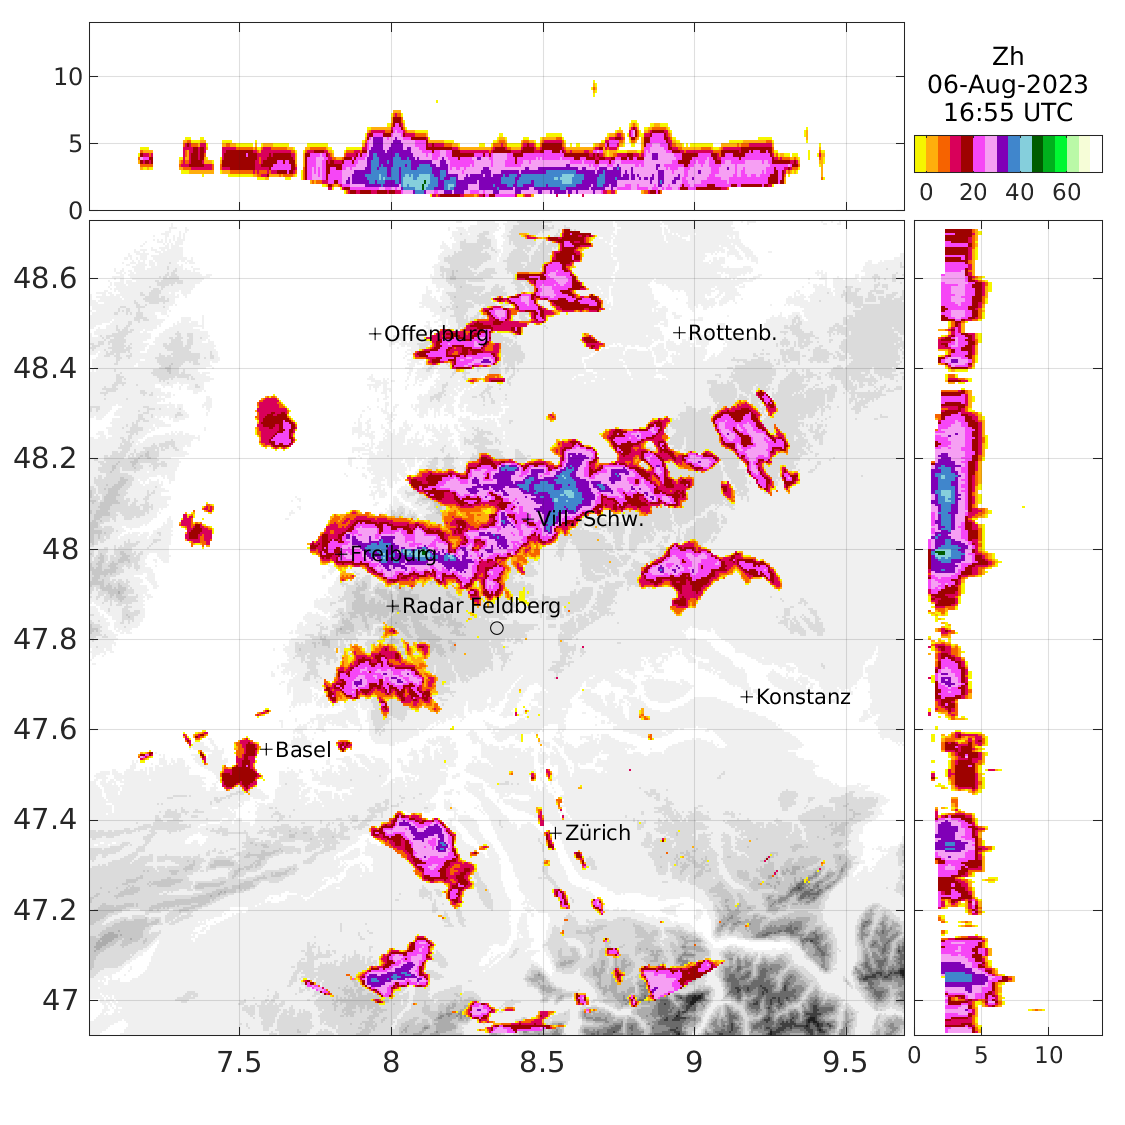 10
5
0
Zh
06-Aug-2023
16:55 UTC
0 20 40 60
48.6
48.4
48.2
48
47.8
47.6
47.4
47.2
47
+Offenburg
+Rottenb.
+Vill.-Schw.
+Freiburg
+Radar Feldberg
+Konstanz
+Basel
+Zürich
7.5 8 8.5 9 9.5
0 5 10